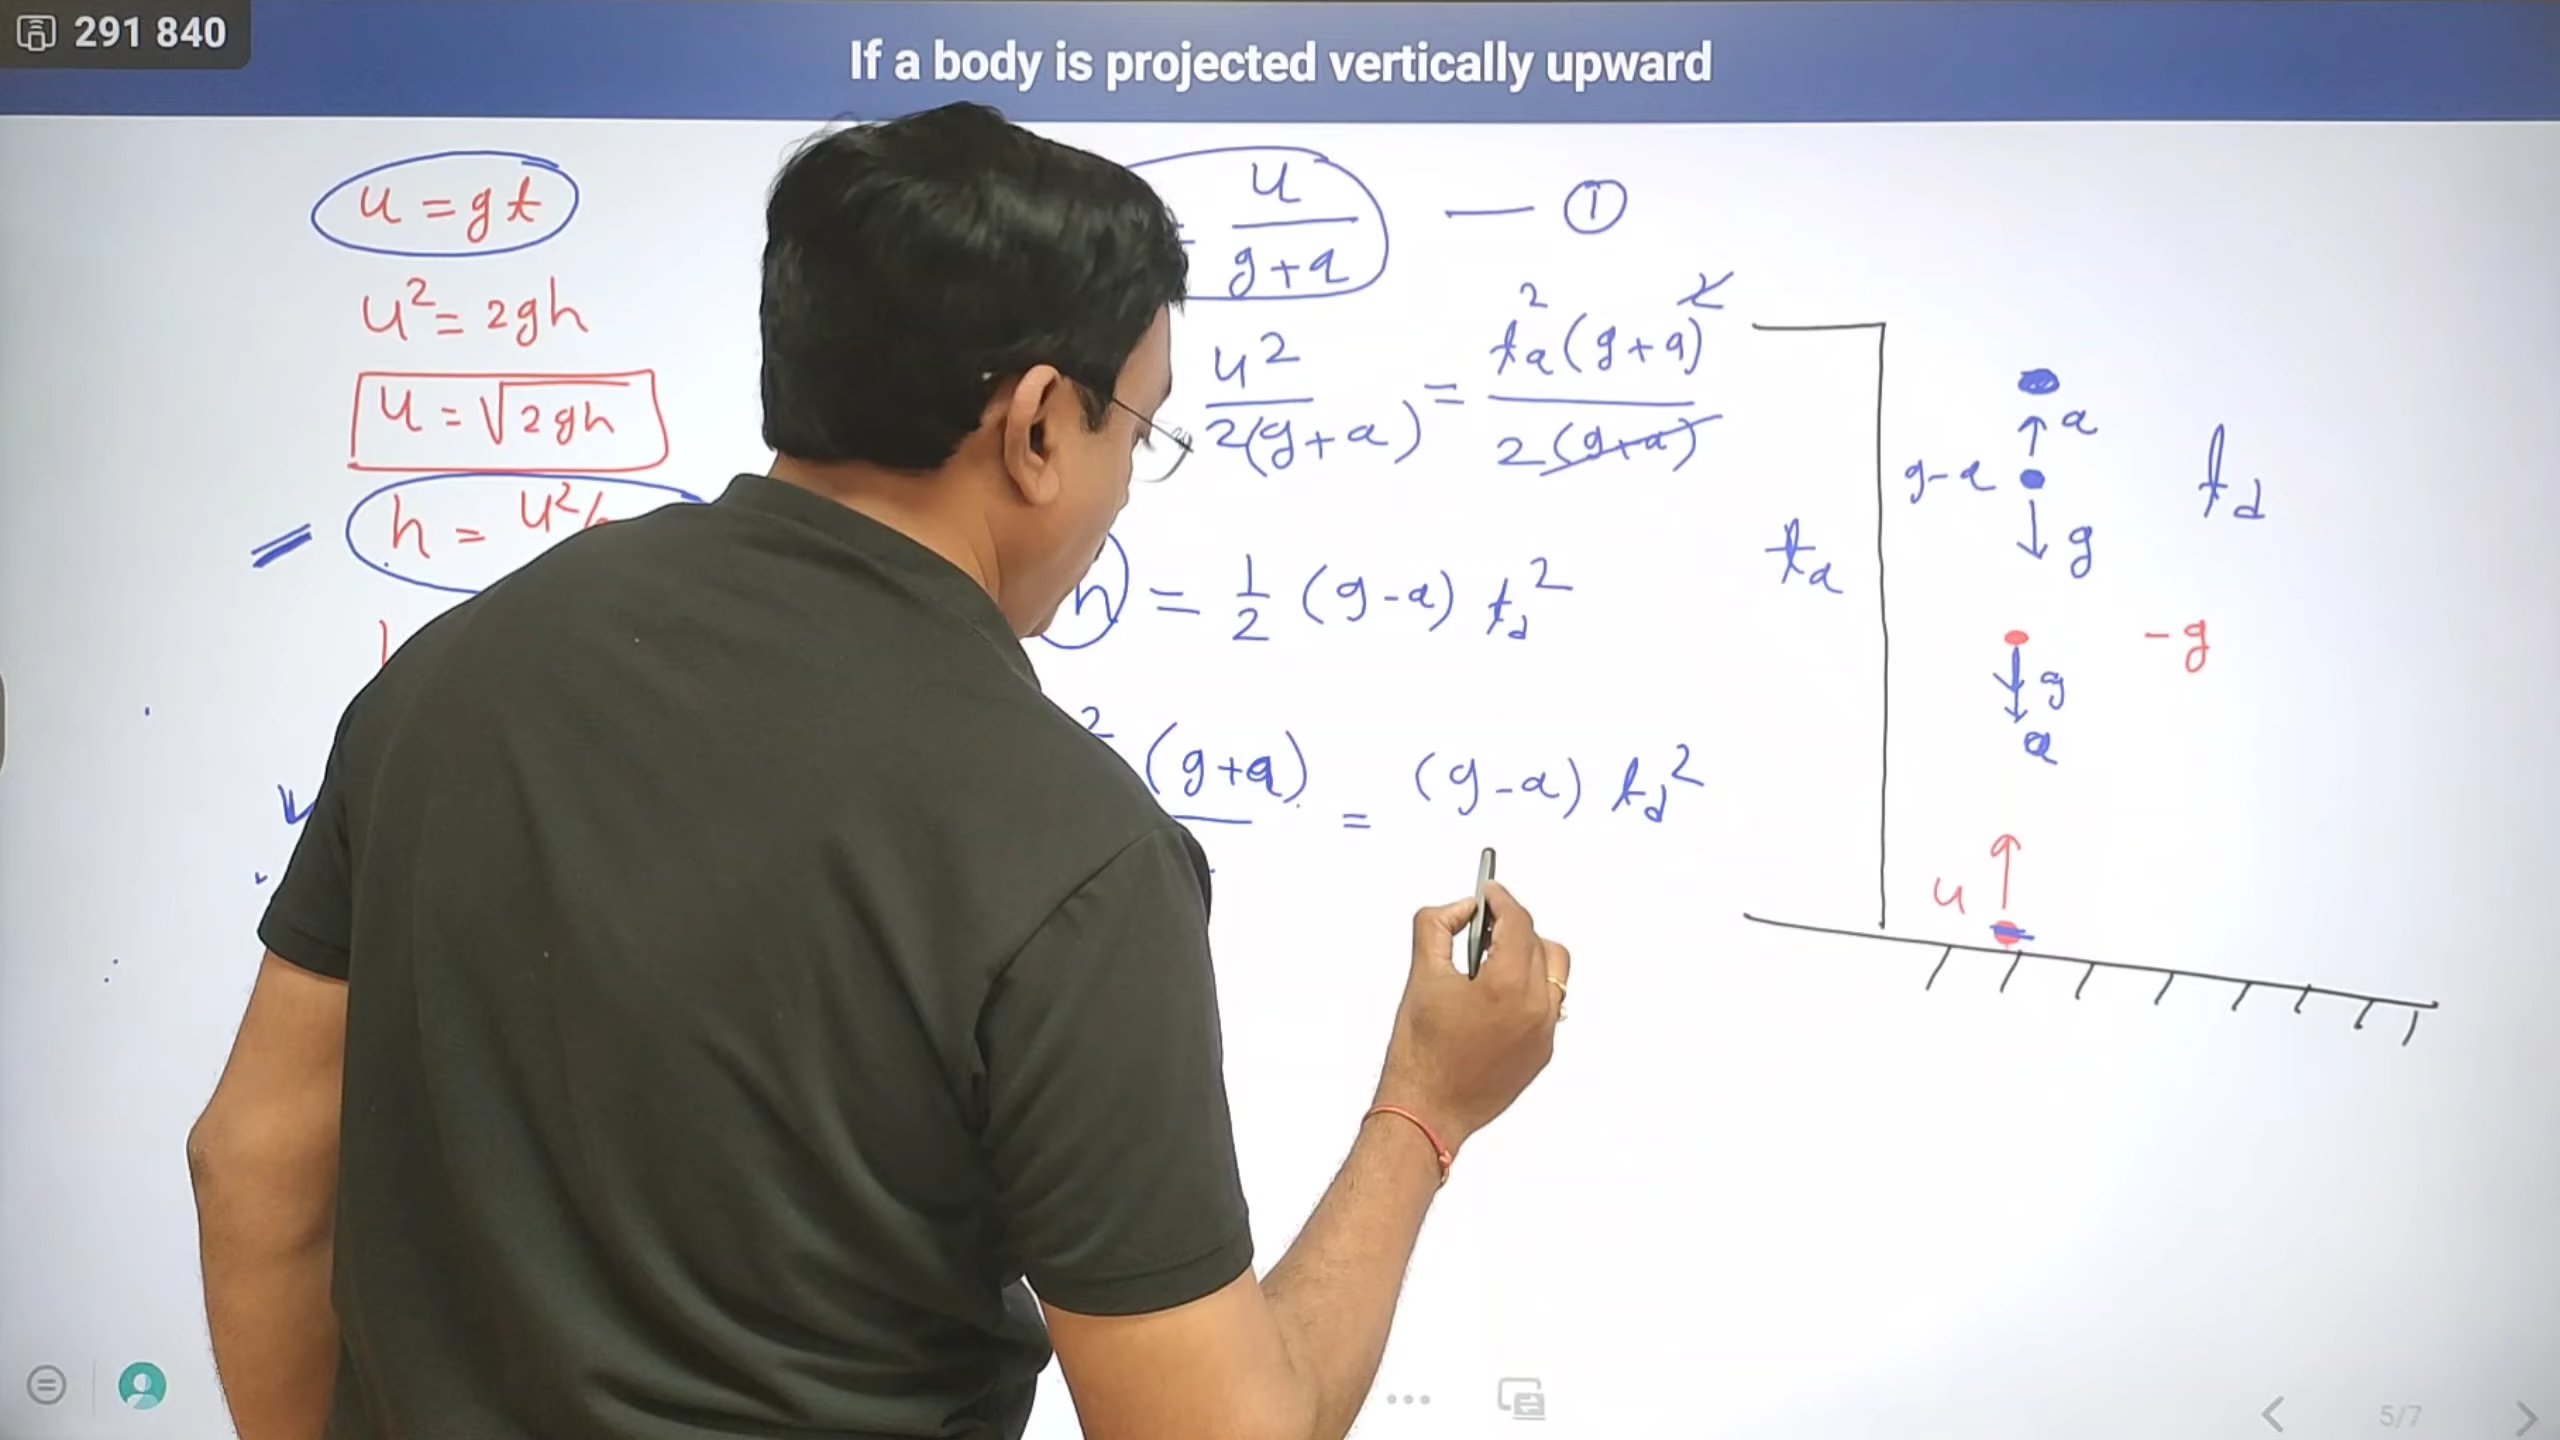 291 840
If a body is projected vertically upward
u = gt
u² = 2gh
u = √2gh
h = u²/
= u/(g+a) — ①
u²/2(g+a) = ta²(g+a)²/2(g+a)
h = 1/2 (g-a) td²
² (g+a) = (g-a) td²
ta
a
g-a
g
td
g
a
-g
u
5/7